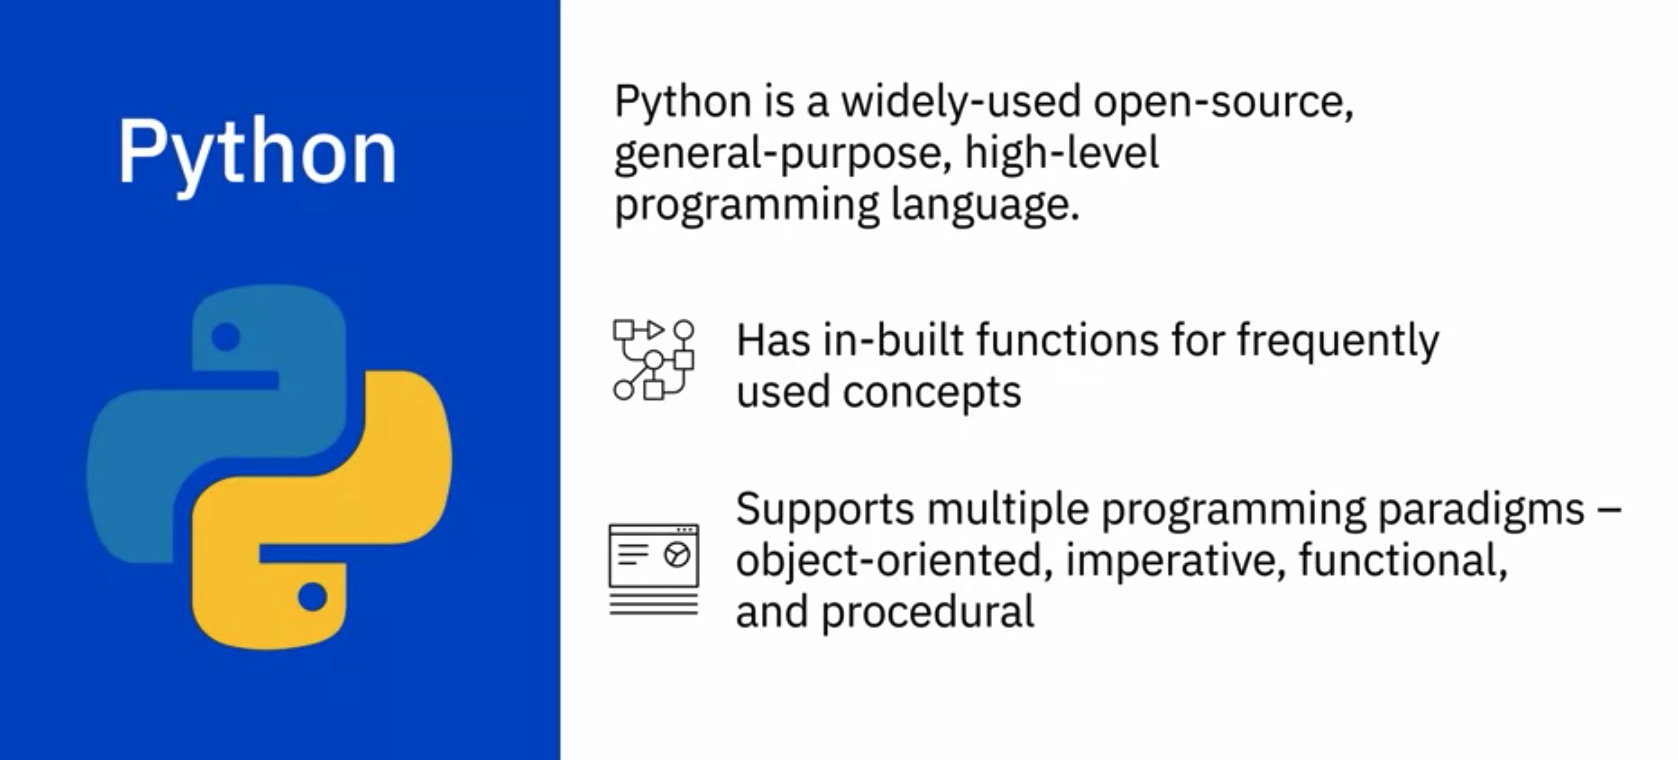 Python
Python is a widely-used open-source,
general-purpose, high-level
programming language.
Has in-built functions for frequently
used concepts
Supports multiple programming paradigms –
object-oriented, imperative, functional,
and procedural